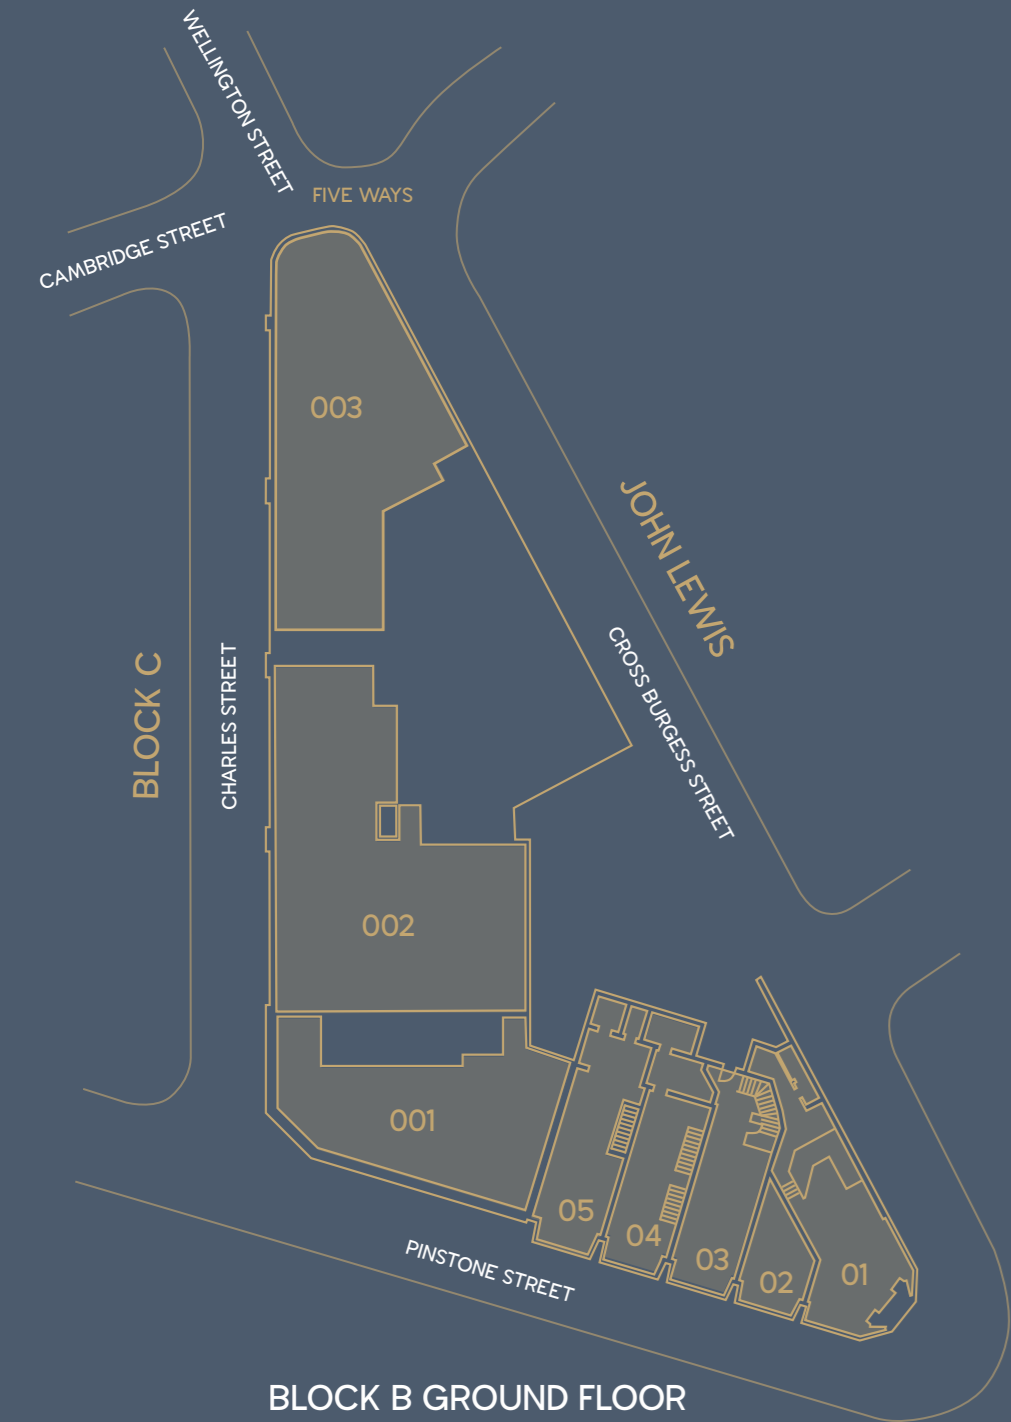 WELLINGTON STREET
FIVE WAYS
CAMBRIDGE STREET
003
JOHN LEWIS
BLOCK C
CHARLES STREET
CROSS BURGESS STREET
002
001
05
04
03
02
01
PINSTONE STREET
BLOCK B GROUND FLOOR